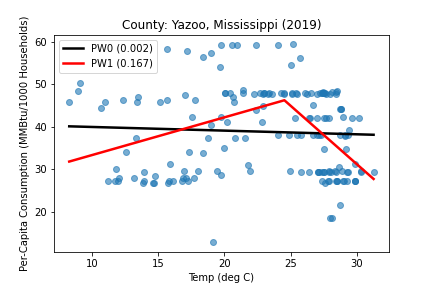 County: Yazoo, Mississippi (2019)
PW0 (0.002)
PW1 (0.167)
Per-Capita Consumption (MMBtu/1000 Households)
60
50
40
30
20
10
15
20
25
30
Temp (deg C)